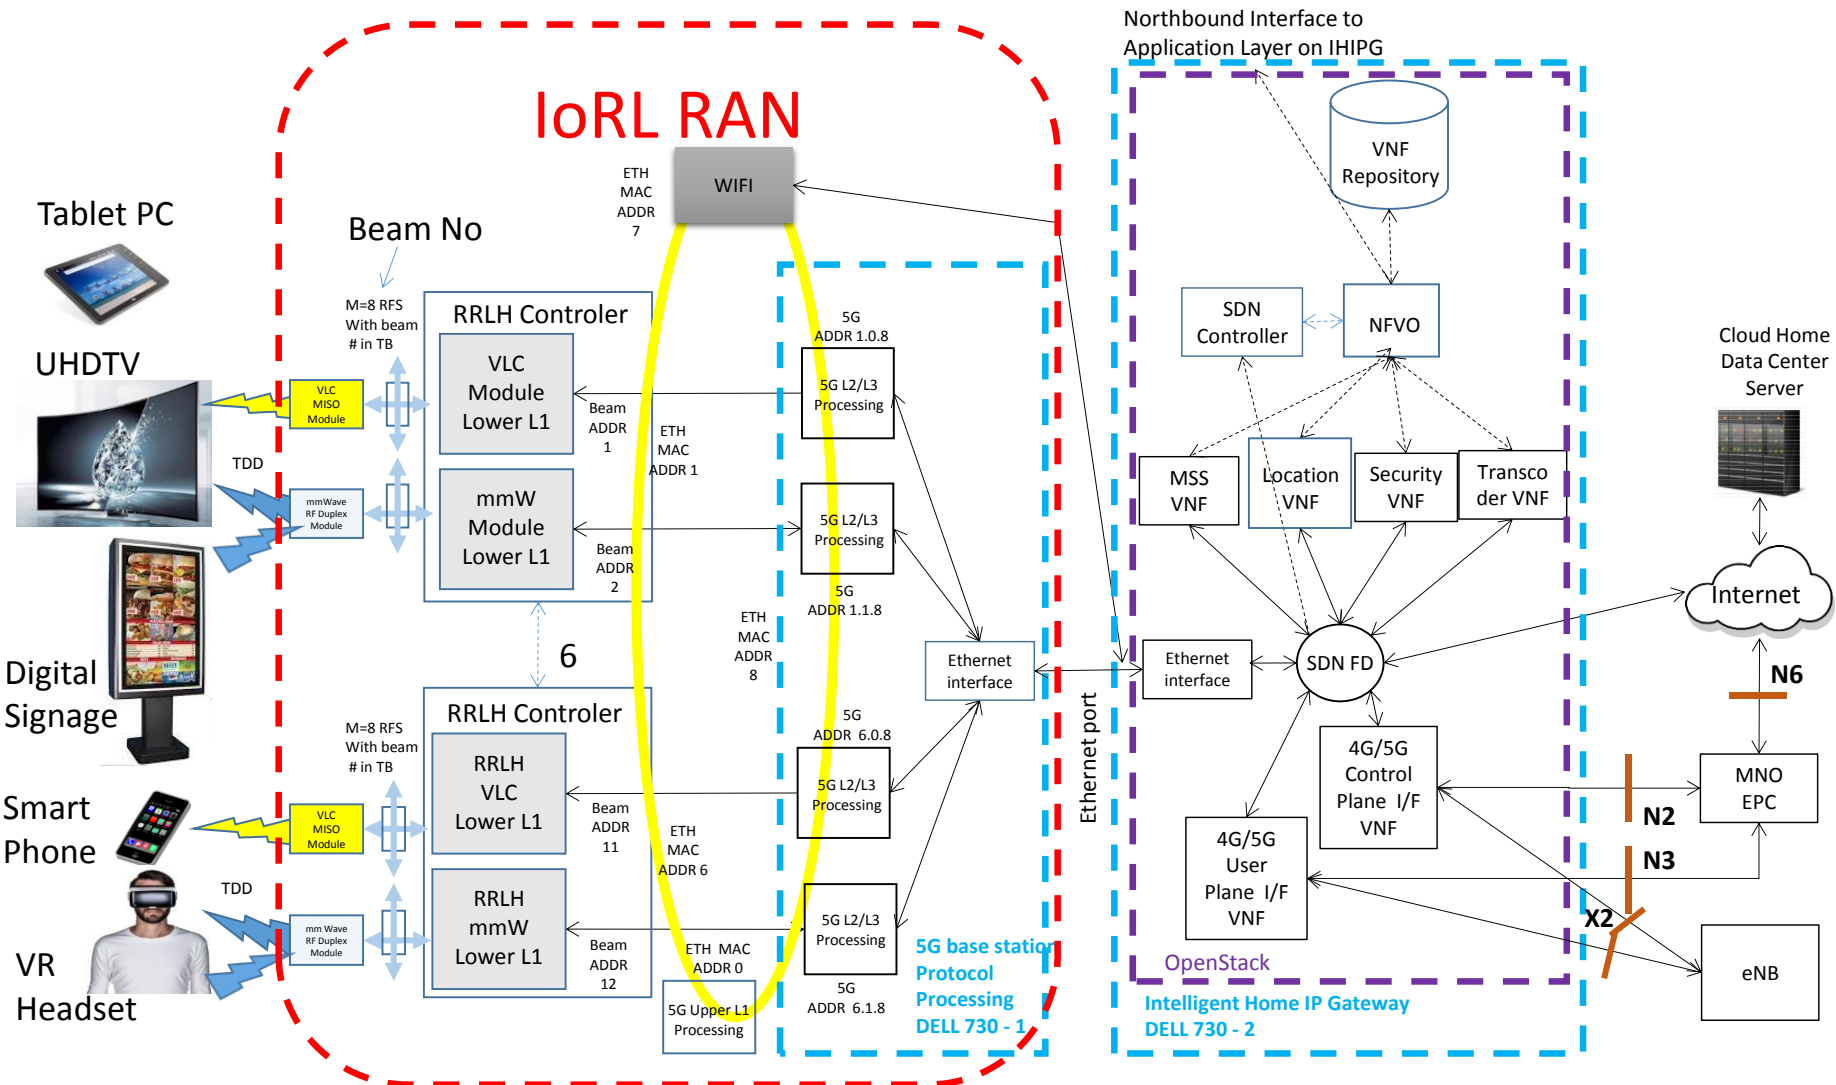 Northbound Interface to
Application Layer on IHIPG
IoRL RAN
ETH
MAC
ADDR
7
WIFI
VNF
Repository
Tablet PC
Beam No
M=8 RFS
With beam
# in TB
RRLH Controler
VLC
Module
Lower L1
5G
ADDR 1.0.8
5G L2/L3
Processing
SDN
Controller
NFVO
Cloud Home
Data Center
Server
UHDTV
VLC
MISO
Module
Beam
ADDR
1
ETH
MAC
ADDR 1
TDD
mmWave
RF Duplex
Module
mmW
Module
Lower L1
Beam
ADDR
2
5G L2/L3
Processing
5G
ADDR 1.1.8
MSS
VNF
Location
VNF
Security
VNF
Transco
der VNF
Internet
ETH
MAC
ADDR
8
6
Ethernet
interface
Ethernet port
Ethernet
interface
SDN FD
N6
Digital
Signage
M=8 RFS
With beam
# in TB
RRLH Controler
RRLH
VLC
Lower L1
5G
ADDR 6.0.8
5G L2/L3
Processing
4G/5G
Control
Plane I/F
VNF
MNO
EPC
N2
Smart
Phone
VLC
MISO
Module
Beam
ADDR
11
ETH
MAC
ADDR 6
4G/5G
User
Plane I/F
VNF
N3
X2
TDD
mm Wave
RF Duplex
Module
RRLH
mmW
Lower L1
Beam
ADDR
12
ETH MAC
ADDR 0
5G Upper L1
Processing
5G L2/L3
Processing
5G
ADDR 6.1.8
5G base station
Protocol
Processing
DELL 730 - 1
OpenStack
Intelligent Home IP Gateway
DELL 730 - 2
eNB
VR
Headset